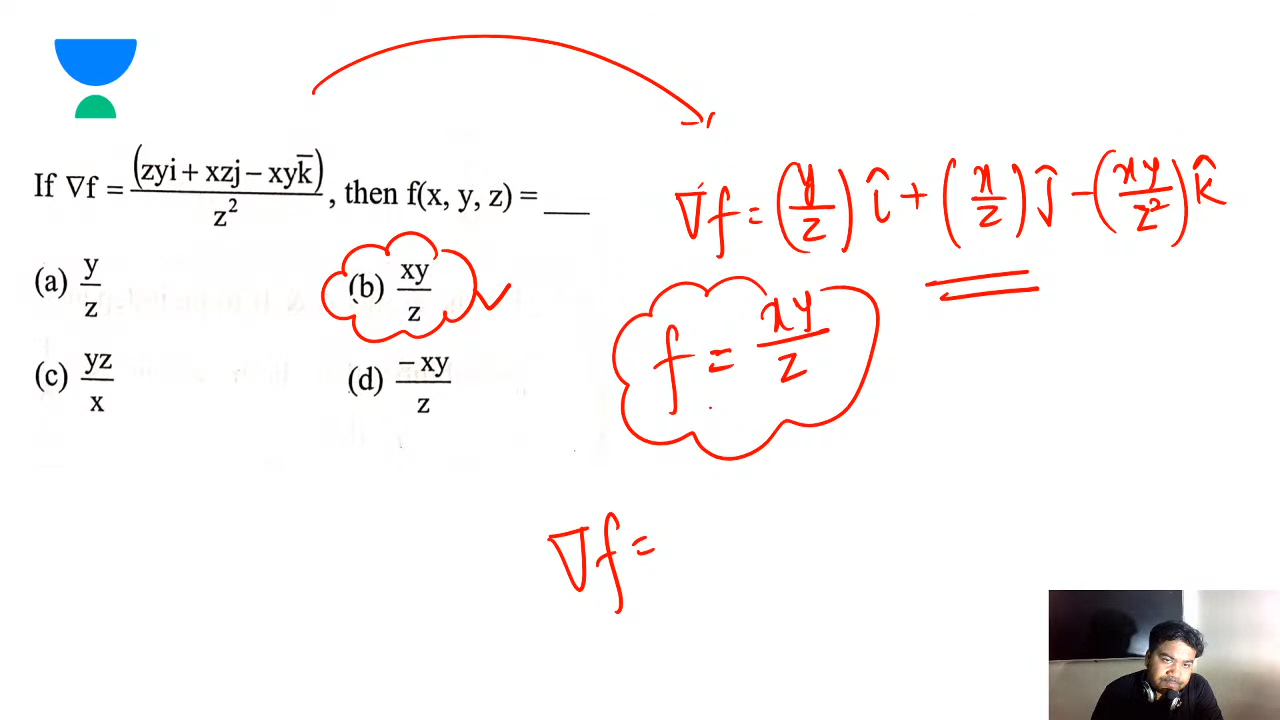 If ∇f = (zyi + xzj − xyk̅) / z², then f(x, y, z) = ___
(a) y/z
(b) xy/z
(c) yz/x
(d) −xy/z
∇f = (y/z) î + (x/z) ĵ − (xy/z²) k̂
f = xy/z
∇f =